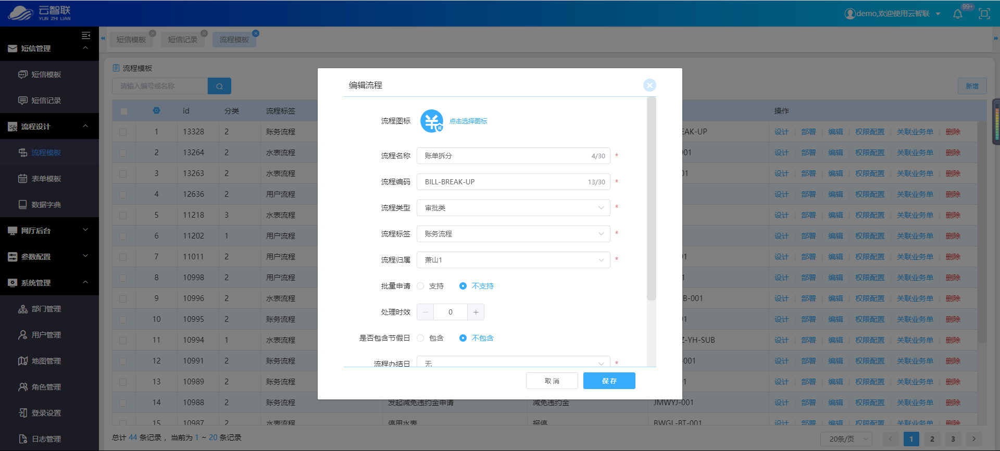 云智联
YUN ZHI LIAN
demo,欢迎使用云智联
99+
短信管理
短信模板
短信记录
流程设计
流程模板
表单模板
数据字典
网厅后台
参数配置
系统管理
部门管理
用户管理
地图管理
角色管理
登录设置
日志管理
短信模板 短信记录 流程模板
流程模板
请输入编号或名称
新增
id 分类 流程标签 操作
1 13328 2 账务流程 EAK-UP 设计 部署 编辑 权限配置 关联业务单 删除
2 13264 2 水表流程 001 设计 部署 编辑 权限配置 关联业务单 删除
3 13263 2 水表流程 01 设计 部署 编辑 权限配置 关联业务单 删除
4 12636 2 用户流程 设计 部署 编辑 权限配置 关联业务单 删除
5 11218 3 水表流程 设计 部署 编辑 权限配置 关联业务单 删除
6 11202 1 用户流程 设计 部署 编辑 权限配置 关联业务单 删除
7 11011 2 用户流程 1 设计 部署 编辑 权限配置 关联业务单 删除
8 10998 2 用户流程 1 设计 部署 编辑 权限配置 关联业务单 删除
9 10996 2 水表流程 B-001 设计 部署 编辑 权限配置 关联业务单 删除
10 10995 2 账务流程 01 设计 部署 编辑 权限配置 关联业务单 删除
11 10994 1 水表流程 Z-YH-SUB 设计 部署 编辑 权限配置 关联业务单 删除
12 10991 2 账务流程 -001 设计 部署 编辑 权限配置 关联业务单 删除
13 10989 2 账务流程 1 设计 部署 编辑 权限配置 关联业务单 删除
14 10988 2 账务流程 发起减免违约金申请 减免违约金 JMWYJ-001 设计 部署 编辑 权限配置 关联业务单 删除
15 10987 2 水表流程 停用水表 报停 BWGL-BT-001 设计 部署 编辑 权限配置 关联业务单 删除
总计 44 条记录，当前为 1 ~ 20 条记录
20条/页 1 2 3
编辑流程
流程图标 点击选择图标
流程名称 账单拆分 4/30 *
流程编码 BILL-BREAK-UP 13/30 *
流程类型 审批类 *
流程标签 账务流程 *
流程归属 萧山1 *
批量申请 支持 不支持
处理时效 0
是否包含节假日 包含 不包含
流程办结日 无 *
取消 保存